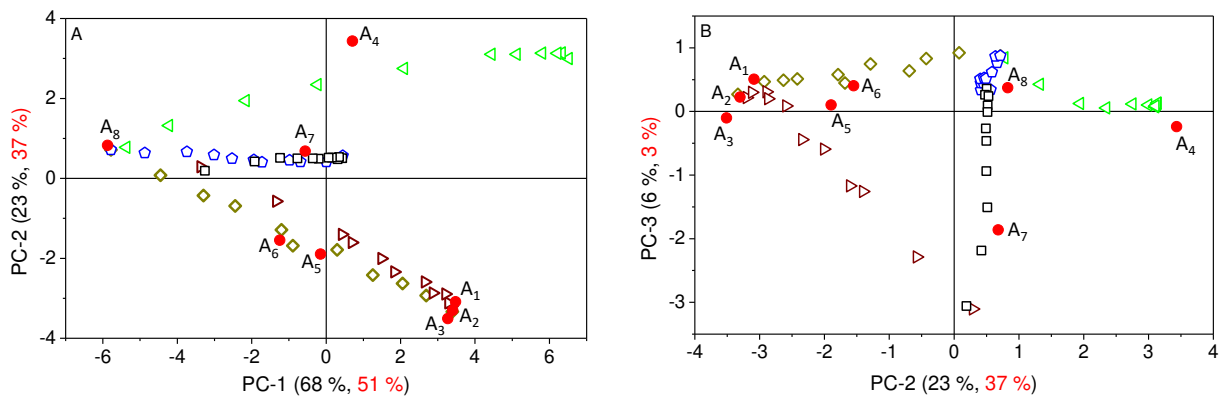 A
4
2
0
-2
-4
-6
-4
-2
0
2
4
6
PC-2 (23 %, 37 %)
PC-1 (68 %, 51 %)
A₄
A₈
A₇
A₆
A₅
A₁
A₂
A₃
B
1
0
-1
-2
-3
-4
-3
-2
-1
0
1
2
3
4
PC-3 (6 %, 3 %)
PC-2 (23 %, 37 %)
A₁
A₂
A₃
A₆
A₅
A₈
A₄
A₇